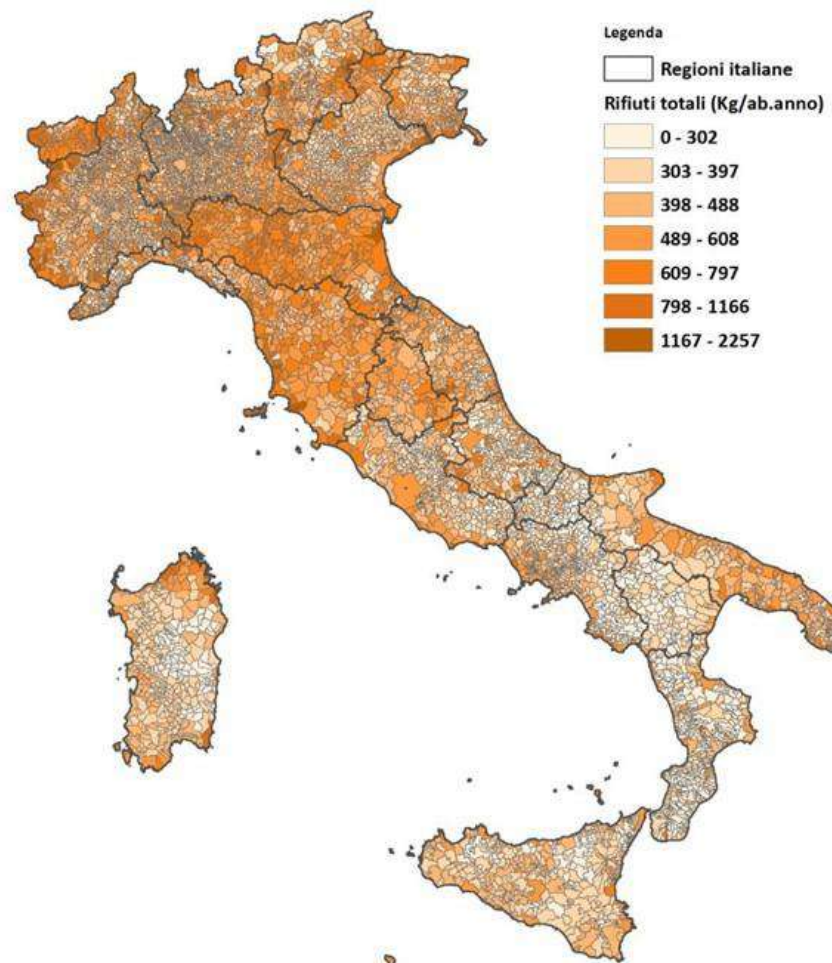 Legenda
Regioni italiane
Rifiuti totali (Kg/ab.anno)
0 - 302
303 - 397
398 - 488
489 - 608
609 - 797
798 - 1166
1167 - 2257